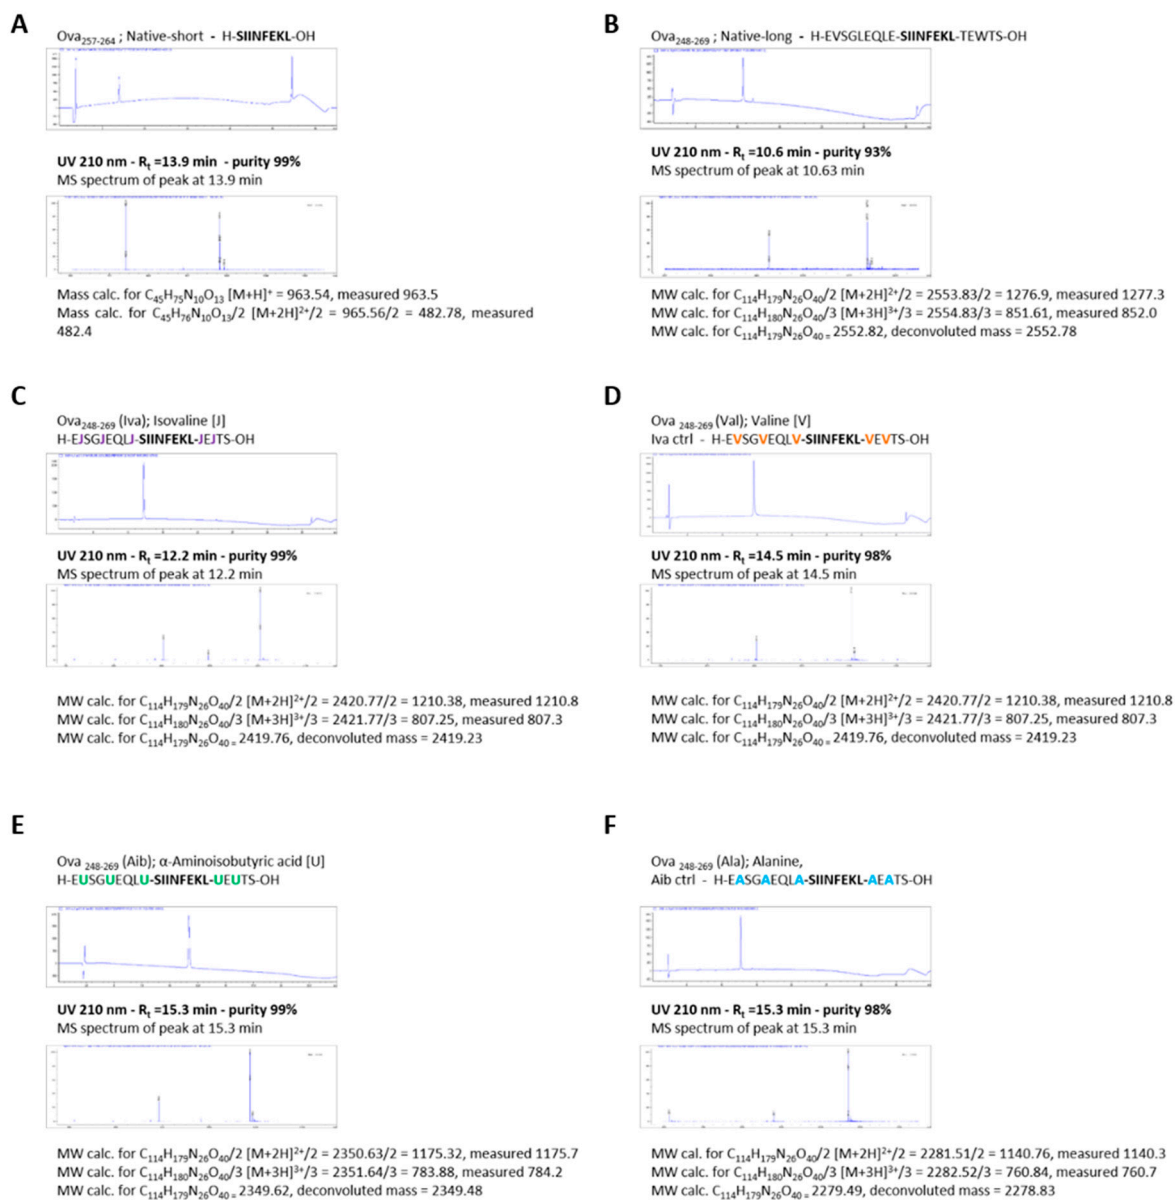 A
Ova257-264 ; Native-short - H-SIINFEKL-OH
UV 210 nm - Rt =13.9 min - purity 99%
MS spectrum of peak at 13.9 min
Mass calc. for C45H75N10O13 [M+H]+ = 963.54, measured 963.5
Mass calc. for C45H76N10O13/2 [M+2H]2+/2 = 965.56/2 = 482.78, measured
482.4
B
Ova248-269 ; Native-long - H-EVSGLEQLE-SIINFEKL-TEWTS-OH
UV 210 nm - Rt =10.6 min - purity 93%
MS spectrum of peak at 10.63 min
MW calc. for C114H179N26O40/2 [M+2H]2+/2 = 2553.83/2 = 1276.9, measured 1277.3
MW calc. for C114H180N26O40/3 [M+3H]3+/3 = 2554.83/3 = 851.61, measured 852.0
MW calc. for C114H179N26O40 = 2552.82, deconvoluted mass = 2552.78
C
Ova 248-269 (Iva); Isovaline [J]
H-EJSGJEQLJ-SIINFEKL-JEJTS-OH
UV 210 nm - Rt =12.2 min - purity 99%
MS spectrum of peak at 12.2 min
MW calc. for C114H179N26O40/2 [M+2H]2+/2 = 2420.77/2 = 1210.38, measured 1210.8
MW calc. for C114H180N26O40/3 [M+3H]3+/3 = 2421.77/3 = 807.25, measured 807.3
MW calc. for C114H179N26O40 = 2419.76, deconvoluted mass = 2419.23
D
Ova 248-269 (Val); Valine [V]
Iva ctrl - H-EVSGVEQLV-SIINFEKL-VEVTS-OH
UV 210 nm - Rt =14.5 min - purity 98%
MS spectrum of peak at 14.5 min
MW calc. for C114H179N26O40/2 [M+2H]2+/2 = 2420.77/2 = 1210.38, measured 1210.8
MW calc. for C114H180N26O40/3 [M+3H]3+/3 = 2421.77/3 = 807.25, measured 807.3
MW calc. for C114H179N26O40 = 2419.76, deconvoluted mass = 2419.23
E
Ova 248-269 (Aib); α-Aminoisobutyric acid [U]
H-EUSGUEQLU-SIINFEKL-UEUTS-OH
UV 210 nm - Rt =15.3 min - purity 99%
MS spectrum of peak at 15.3 min
MW calc. for C114H179N26O40/2 [M+2H]2+/2 = 2350.63/2 = 1175.32, measured 1175.7
MW calc. for C114H180N26O40/3 [M+3H]3+/3 = 2351.64/3 = 783.88, measured 784.2
MW calc. for C114H179N26O40 = 2349.62, deconvoluted mass = 2349.48
F
Ova 248-269 (Ala); Alanine,
Aib ctrl - H-EASGAEQLA-SIINFEKL-AEATS-OH
UV 210 nm - Rt =15.3 min - purity 98%
MS spectrum of peak at 15.3 min
MW cal. for C114H179N26O40/2 [M+2H]2+/2 = 2281.51/2 = 1140.76, measured 1140.3
MW calc. for C114H180N26O40/3 [M+3H]3+/3 = 2282.52/3 = 760.84, measured 760.7
MW calc. C114H179N26O40 = 2279.49, deconvoluted mass = 2278.83